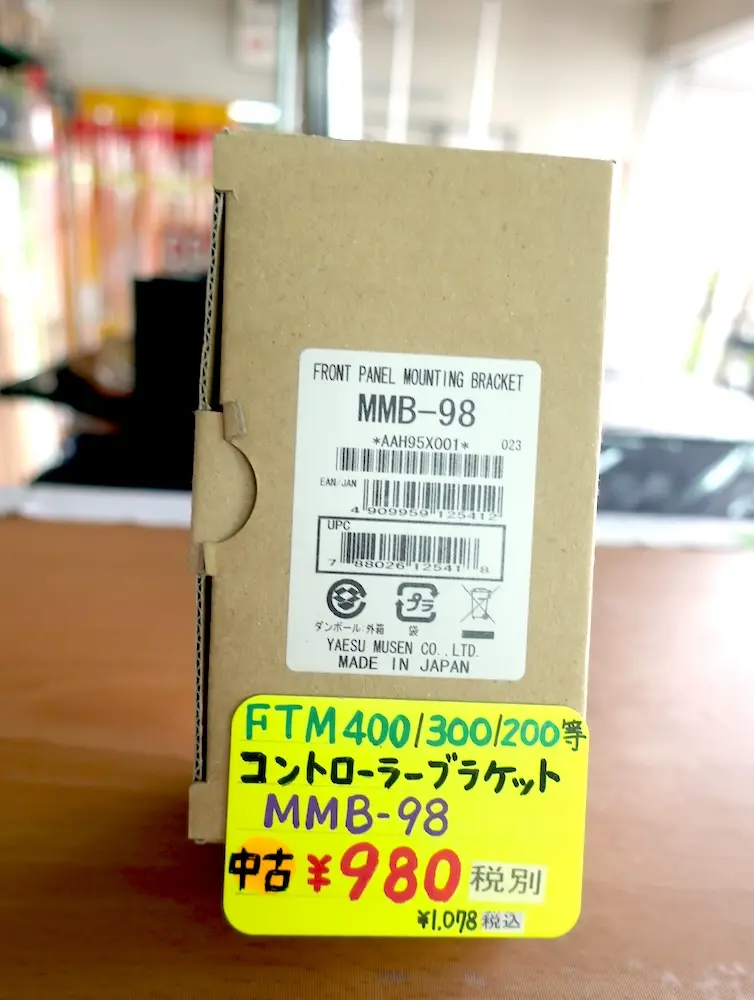 FRONT PANEL MOUNTING BRACKET
MMB-98
*AAH95X001* 023
EAN/JAN
4 909959 125412
UPC
7 88026 12541 8
ダンボール:外箱 プラ 袋
YAESU MUSEN CO.,LTD.
MADE IN JAPAN
FTM400/300/200等
コントローラーブラケット
MMB-98
中古 ¥980 税別
¥1,078 税込